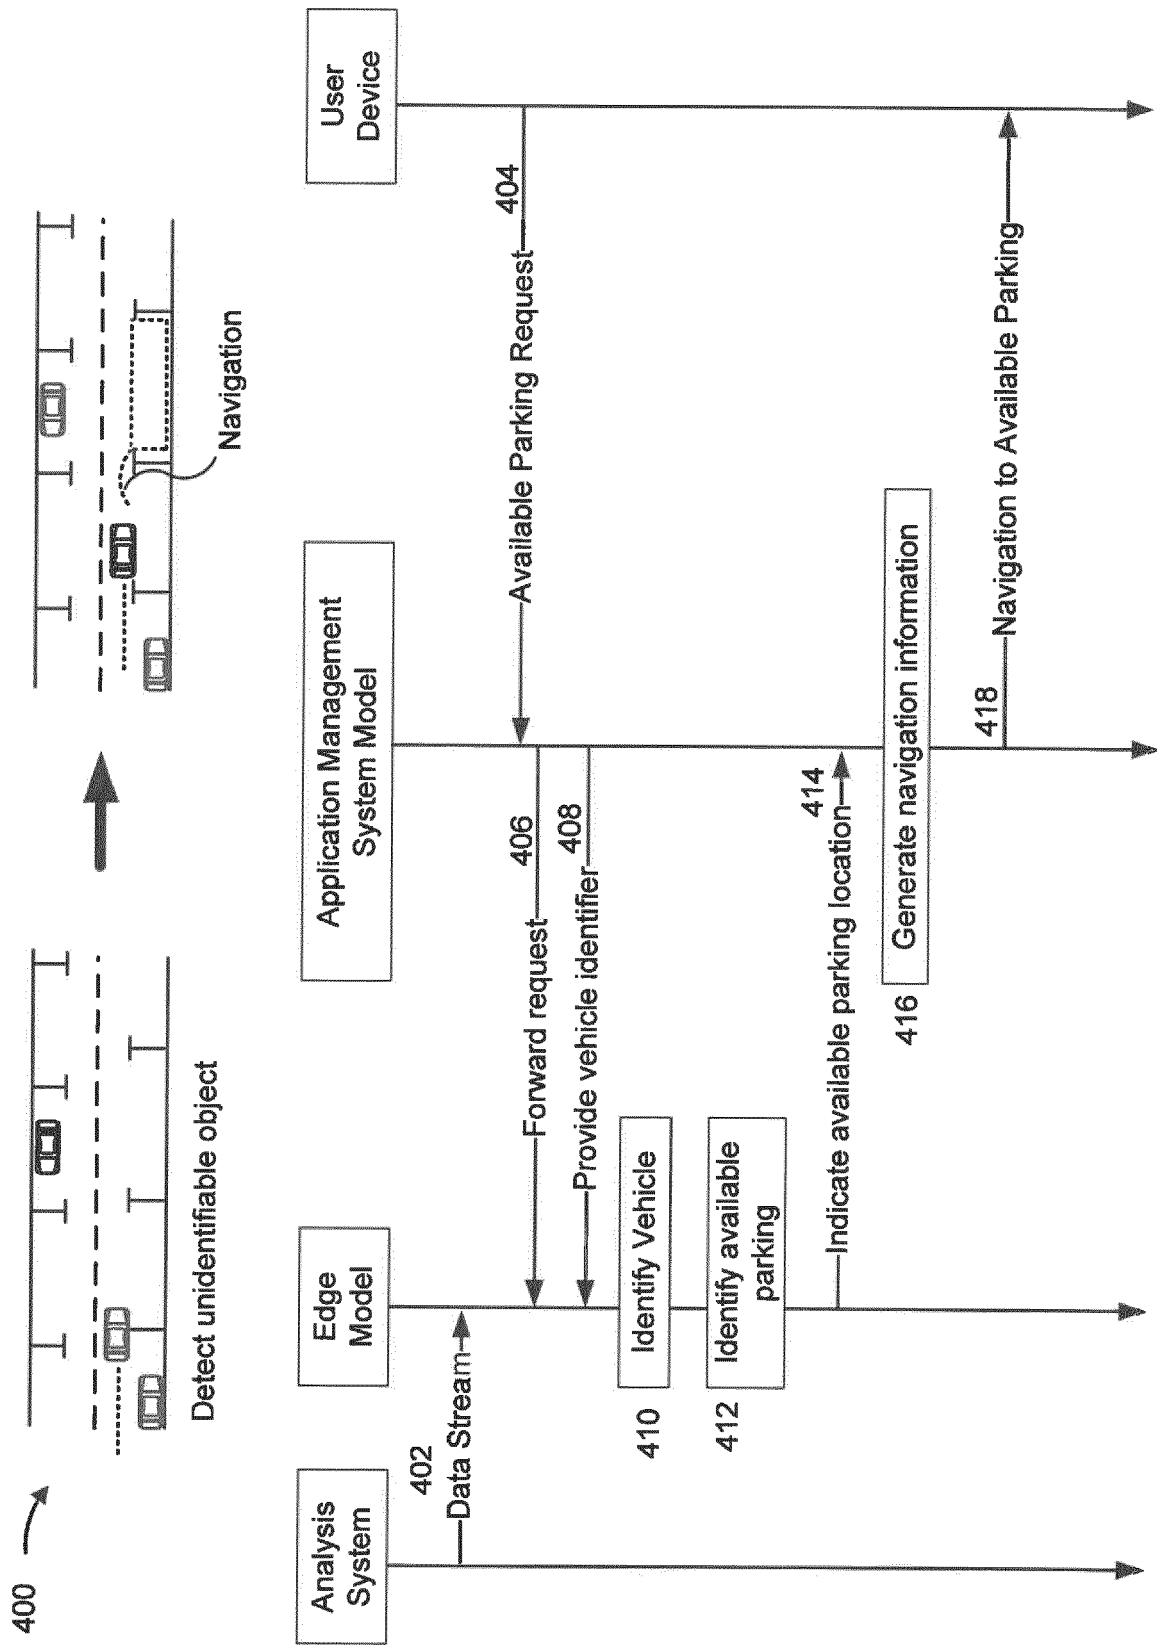 400
Detect unidentifiable object
Navigation
Analysis
System
Edge
Model
Application Management
System Model
User
Device
402
Data Stream
404
Available Parking Request
406
Forward request
408
Provide vehicle identifier
410
Identify Vehicle
412
Identify available
parking
414
Indicate available parking location
416
Generate navigation information
418
Navigation to Available Parking